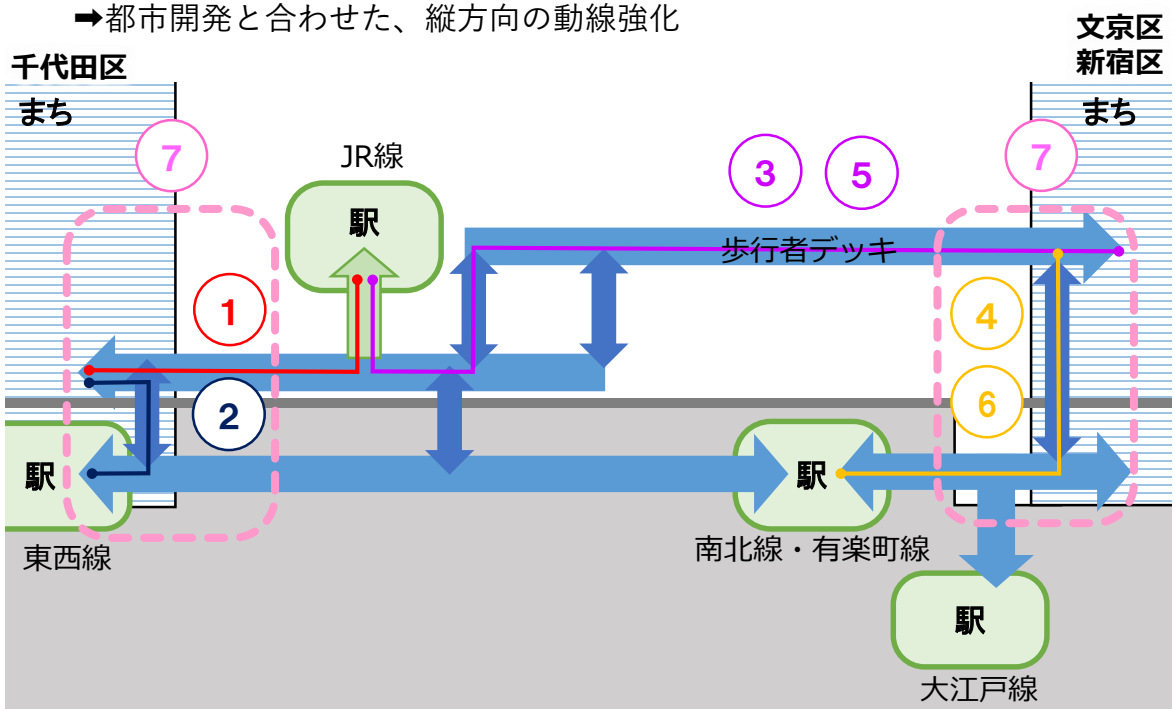 ➡都市開発と合わせた、縦方向の動線強化
文京区
新宿区
千代田区
まち
まち
7
JR線
3
5
7
駅
歩行者デッキ
1
4
2
6
駅
駅
東西線
南北線・有楽町線
駅
大江戸線